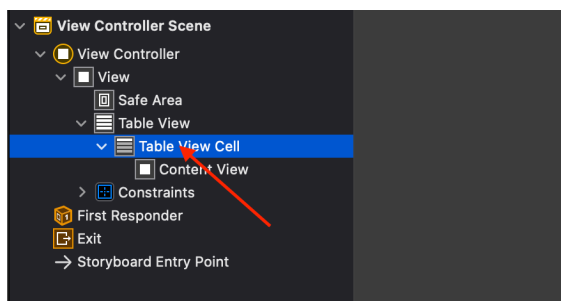 View Controller Scene
View Controller
View
Safe Area
Table View
Table View Cell
Content View
Constraints
First Responder
Exit
Storyboard Entry Point